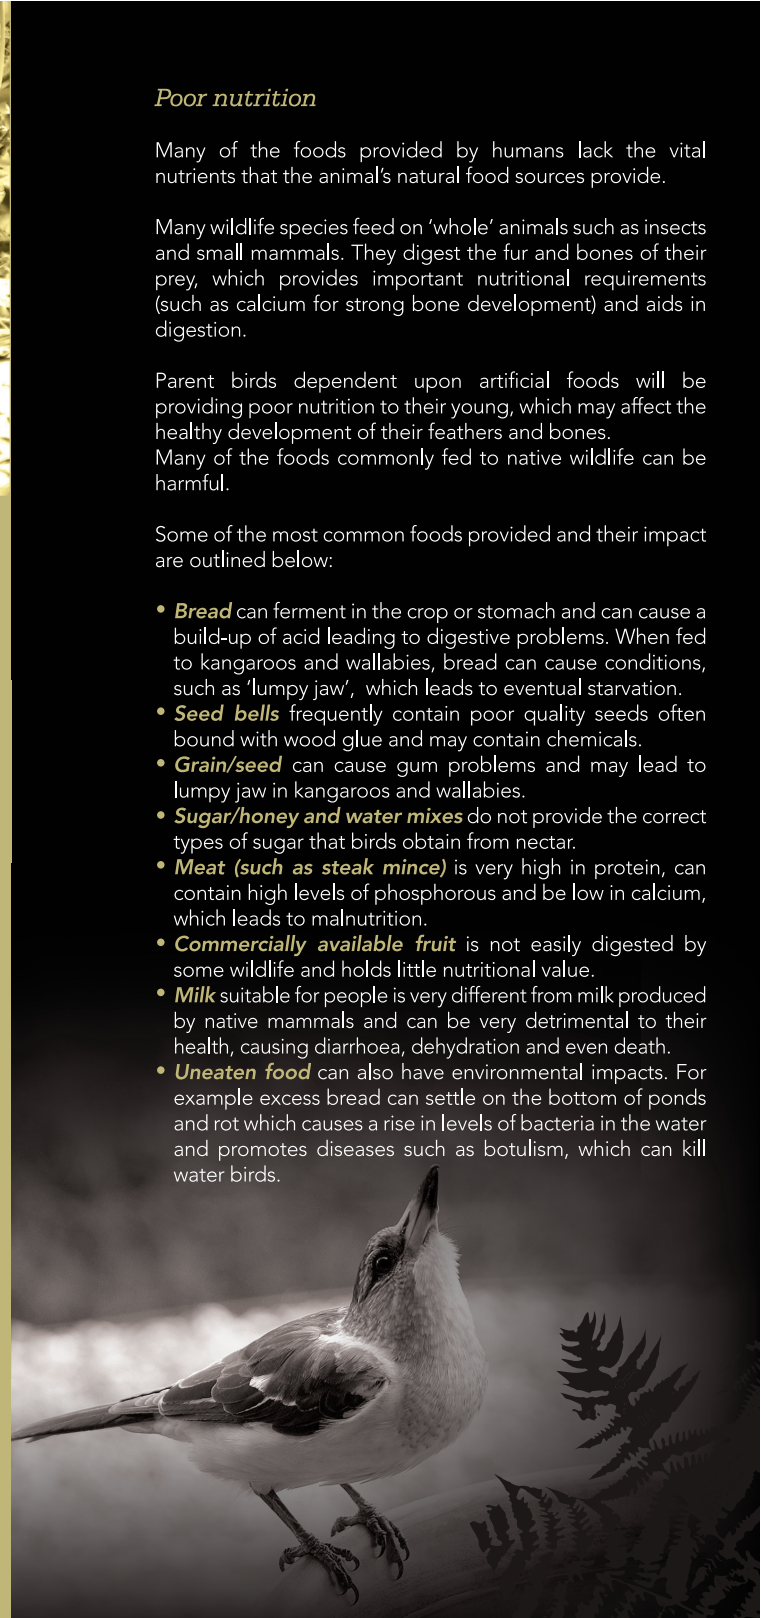 Poor nutrition
Many of the foods provided by humans lack the vital
nutrients that the animal's natural food sources provide.
Many wildlife species feed on 'whole' animals such as insects
and small mammals. They digest the fur and bones of their
prey, which provides important nutritional requirements
(such as calcium for strong bone development) and aids in
digestion.
Parent birds dependent upon artificial foods will be
providing poor nutrition to their young, which may affect the
healthy development of their feathers and bones.
Many of the foods commonly fed to native wildlife can be
harmful.
Some of the most common foods provided and their impact
are outlined below:
• Bread can ferment in the crop or stomach and can cause a
build-up of acid leading to digestive problems. When fed
to kangaroos and wallabies, bread can cause conditions,
such as 'lumpy jaw', which leads to eventual starvation.
• Seed bells frequently contain poor quality seeds often
bound with wood glue and may contain chemicals.
• Grain/seed can cause gum problems and may lead to
lumpy jaw in kangaroos and wallabies.
• Sugar/honey and water mixes do not provide the correct
types of sugar that birds obtain from nectar.
• Meat (such as steak mince) is very high in protein, can
contain high levels of phosphorous and be low in calcium,
which leads to malnutrition.
• Commercially available fruit is not easily digested by
some wildlife and holds little nutritional value.
• Milk suitable for people is very different from milk produced
by native mammals and can be very detrimental to their
health, causing diarrhoea, dehydration and even death.
• Uneaten food can also have environmental impacts. For
example excess bread can settle on the bottom of ponds
and rot which causes a rise in levels of bacteria in the water
and promotes diseases such as botulism, which can kill
water birds.